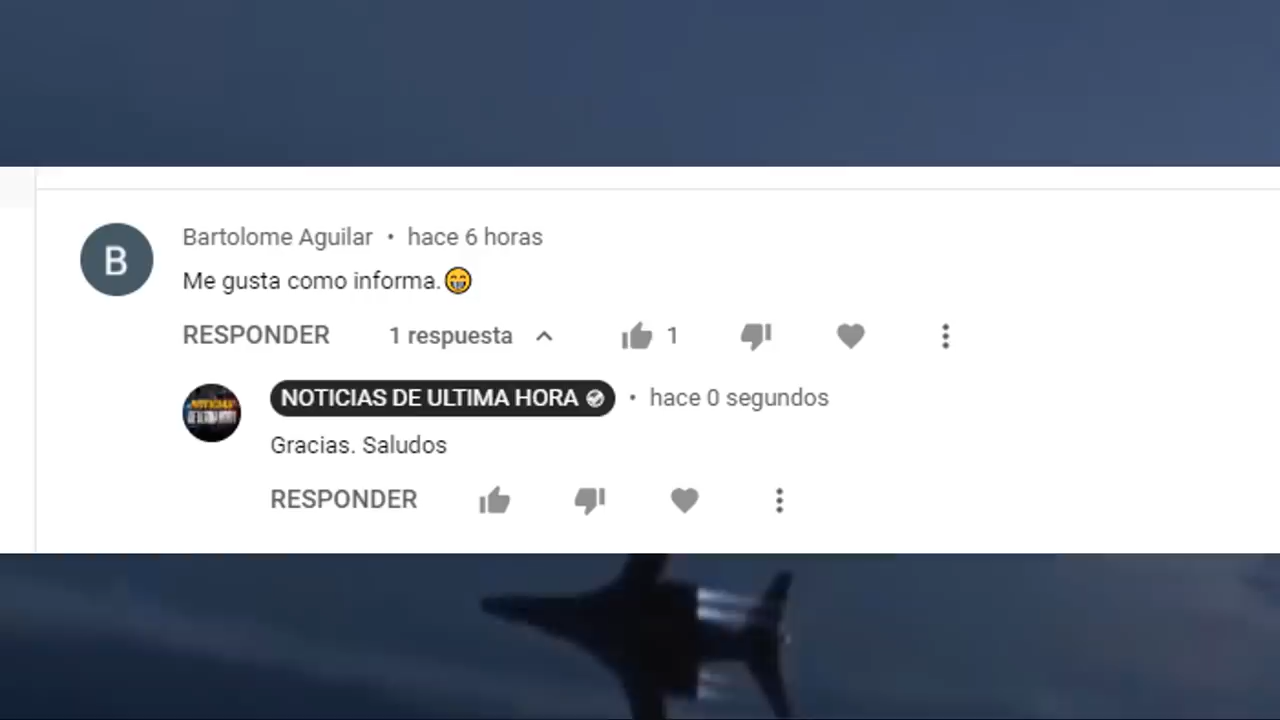 B
Bartolome Aguilar • hace 6 horas
Me gusta como informa.😁
RESPONDER 1 respuesta 1
NOTICIAS DE ULTIMA HORA • hace 0 segundos
Gracias. Saludos
RESPONDER